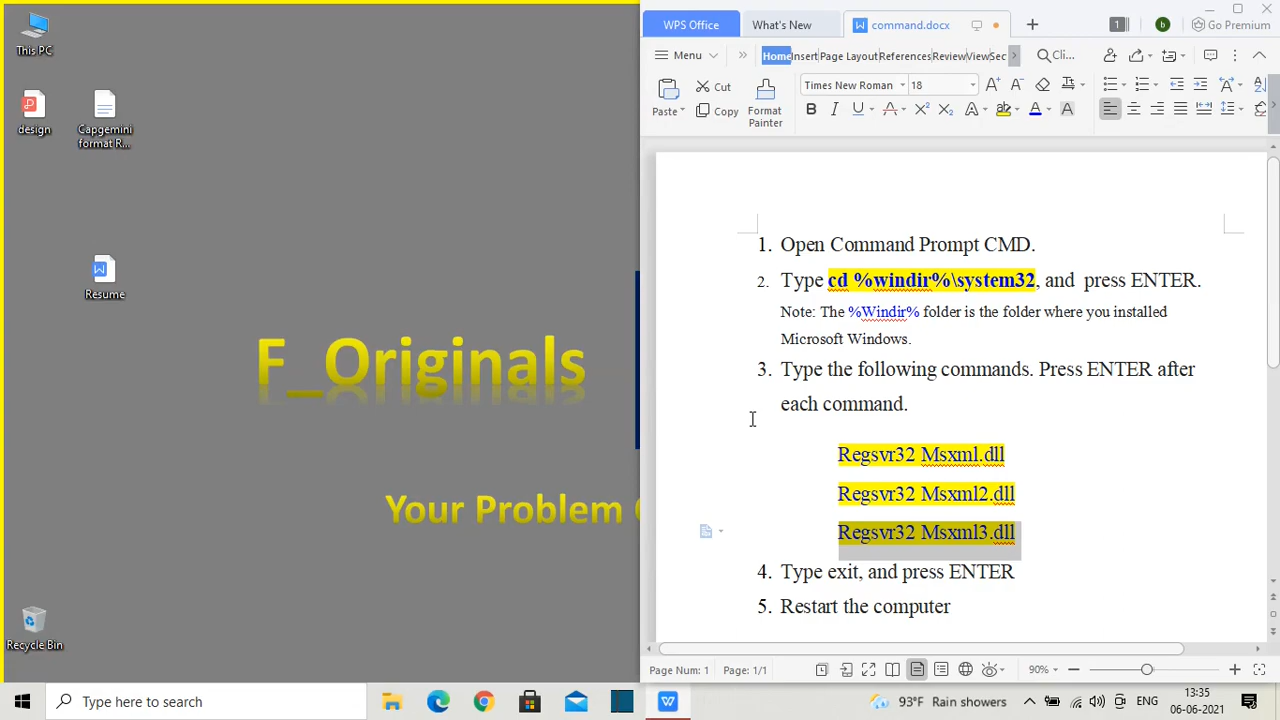 This PC
design
Capgemini
format R...
Resume
Recycle Bin
F_Originals
Your Problem
WPS Office
What's New
command.docx
1
b
Go Premium
Menu
Home
Insert
Page Layout
References
Review
View
Sec
Cli...
Paste
Cut
Copy
Format
Painter
Times New Roman
18
1. Open Command Prompt CMD.
2. Type cd %windir%\system32, and press ENTER.
Note: The %Windir% folder is the folder where you installed
Microsoft Windows.
3. Type the following commands. Press ENTER after
each command.
Regsvr32 Msxml.dll
Regsvr32 Msxml2.dll
Regsvr32 Msxml3.dll
4. Type exit, and press ENTER
5. Restart the computer
Page Num: 1
Page: 1/1
90%
Type here to search
93°F Rain showers
ENG
13:35
06-06-2021